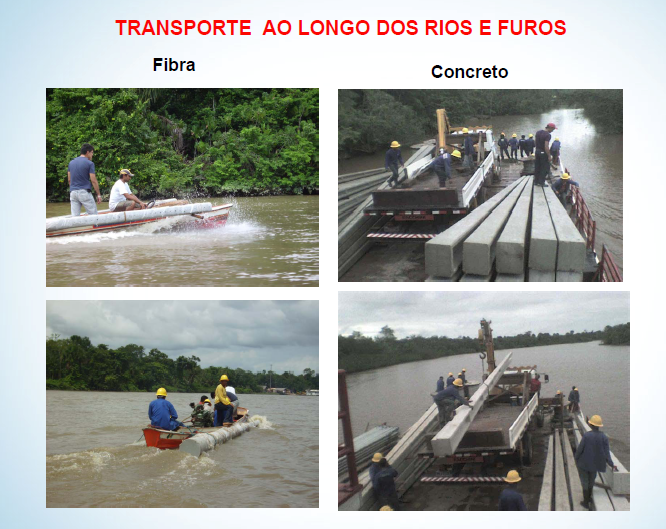 TRANSPORTE AO LONGO DOS RIOS E FUROS
Fibra
Concreto